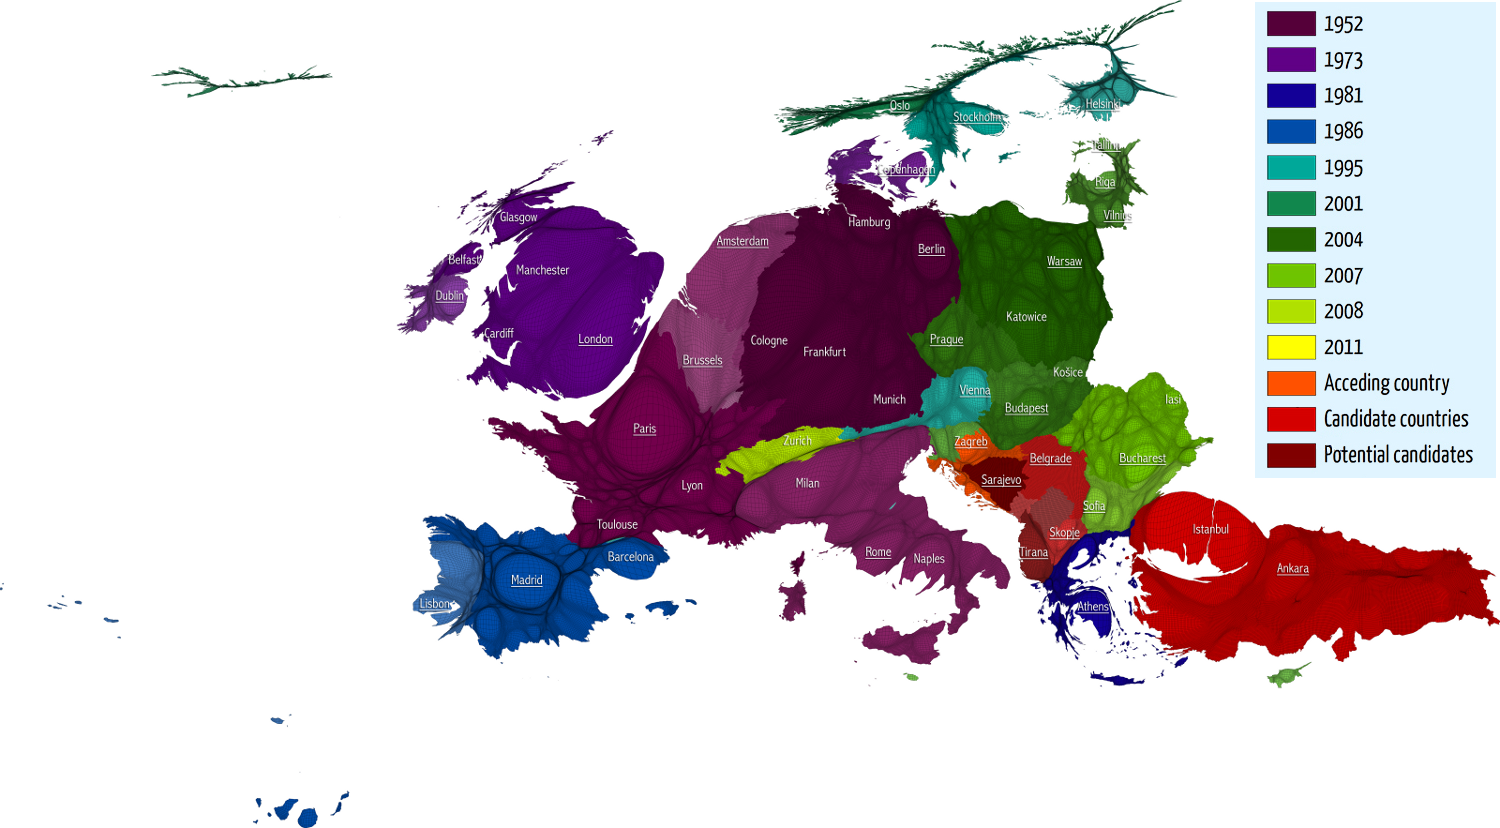 1952
1973
1981
1986
1995
2001
2004
2007
2008
2011
Acceding country
Candidate countries
Potential candidates
Oslo
Stockholm
Helsinki
Tallinn
Riga
Vilnius
Copenhagen
Glasgow
Belfast
Dublin
Manchester
Cardiff
London
Amsterdam
Hamburg
Berlin
Warsaw
Katowice
Cologne
Frankfurt
Brussels
Prague
Košice
Munich
Vienna
Budapest
Iasi
Paris
Zurich
Zagreb
Belgrade
Bucharest
Lyon
Milan
Sarajevo
Sofia
Toulouse
Skopje
Istanbul
Barcelona
Rome
Naples
Tirana
Ankara
Madrid
Lisbon
Athens